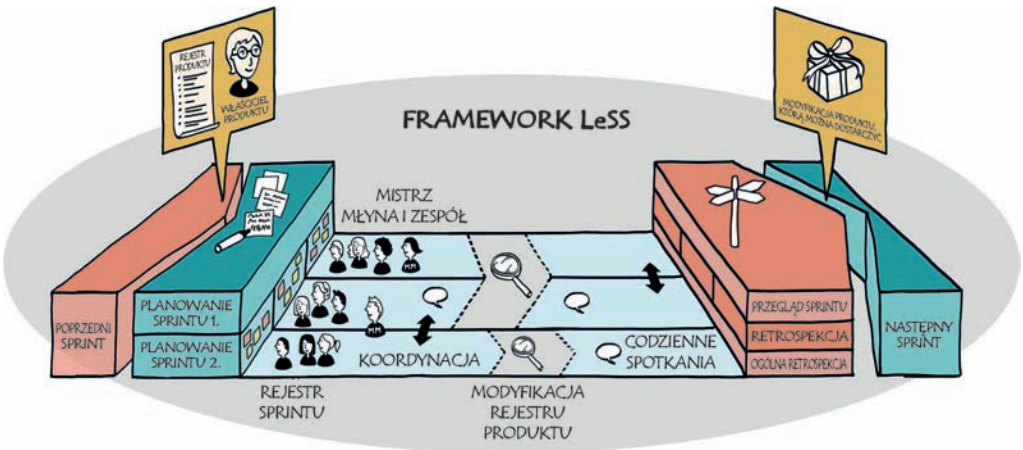 REJESTR
PRODUKTU
WŁAŚCICIEL
PRODUKTU
MODYFIKACJA PRODUKTU,
KTÓRĄ MOŻNA DOSTARCZYĆ
FRAMEWORK LeSS
MISTRZ
MŁYNA I ZESPÓŁ
MM
MM
POPRZEDNI
SPRINT
PLANOWANIE
SPRINTU 1.
PLANOWANIE
SPRINTU 2.
KOORDYNACJA
CODZIENNE
SPOTKANIA
PRZEGLĄD SPRINTU
RETROSPEKCJA
OGÓLNA RETROSPEKCJA
NASTĘPNY
SPRINT
REJESTR
SPRINTU
MODYFIKACJA
REJESTRU
PRODUKTU